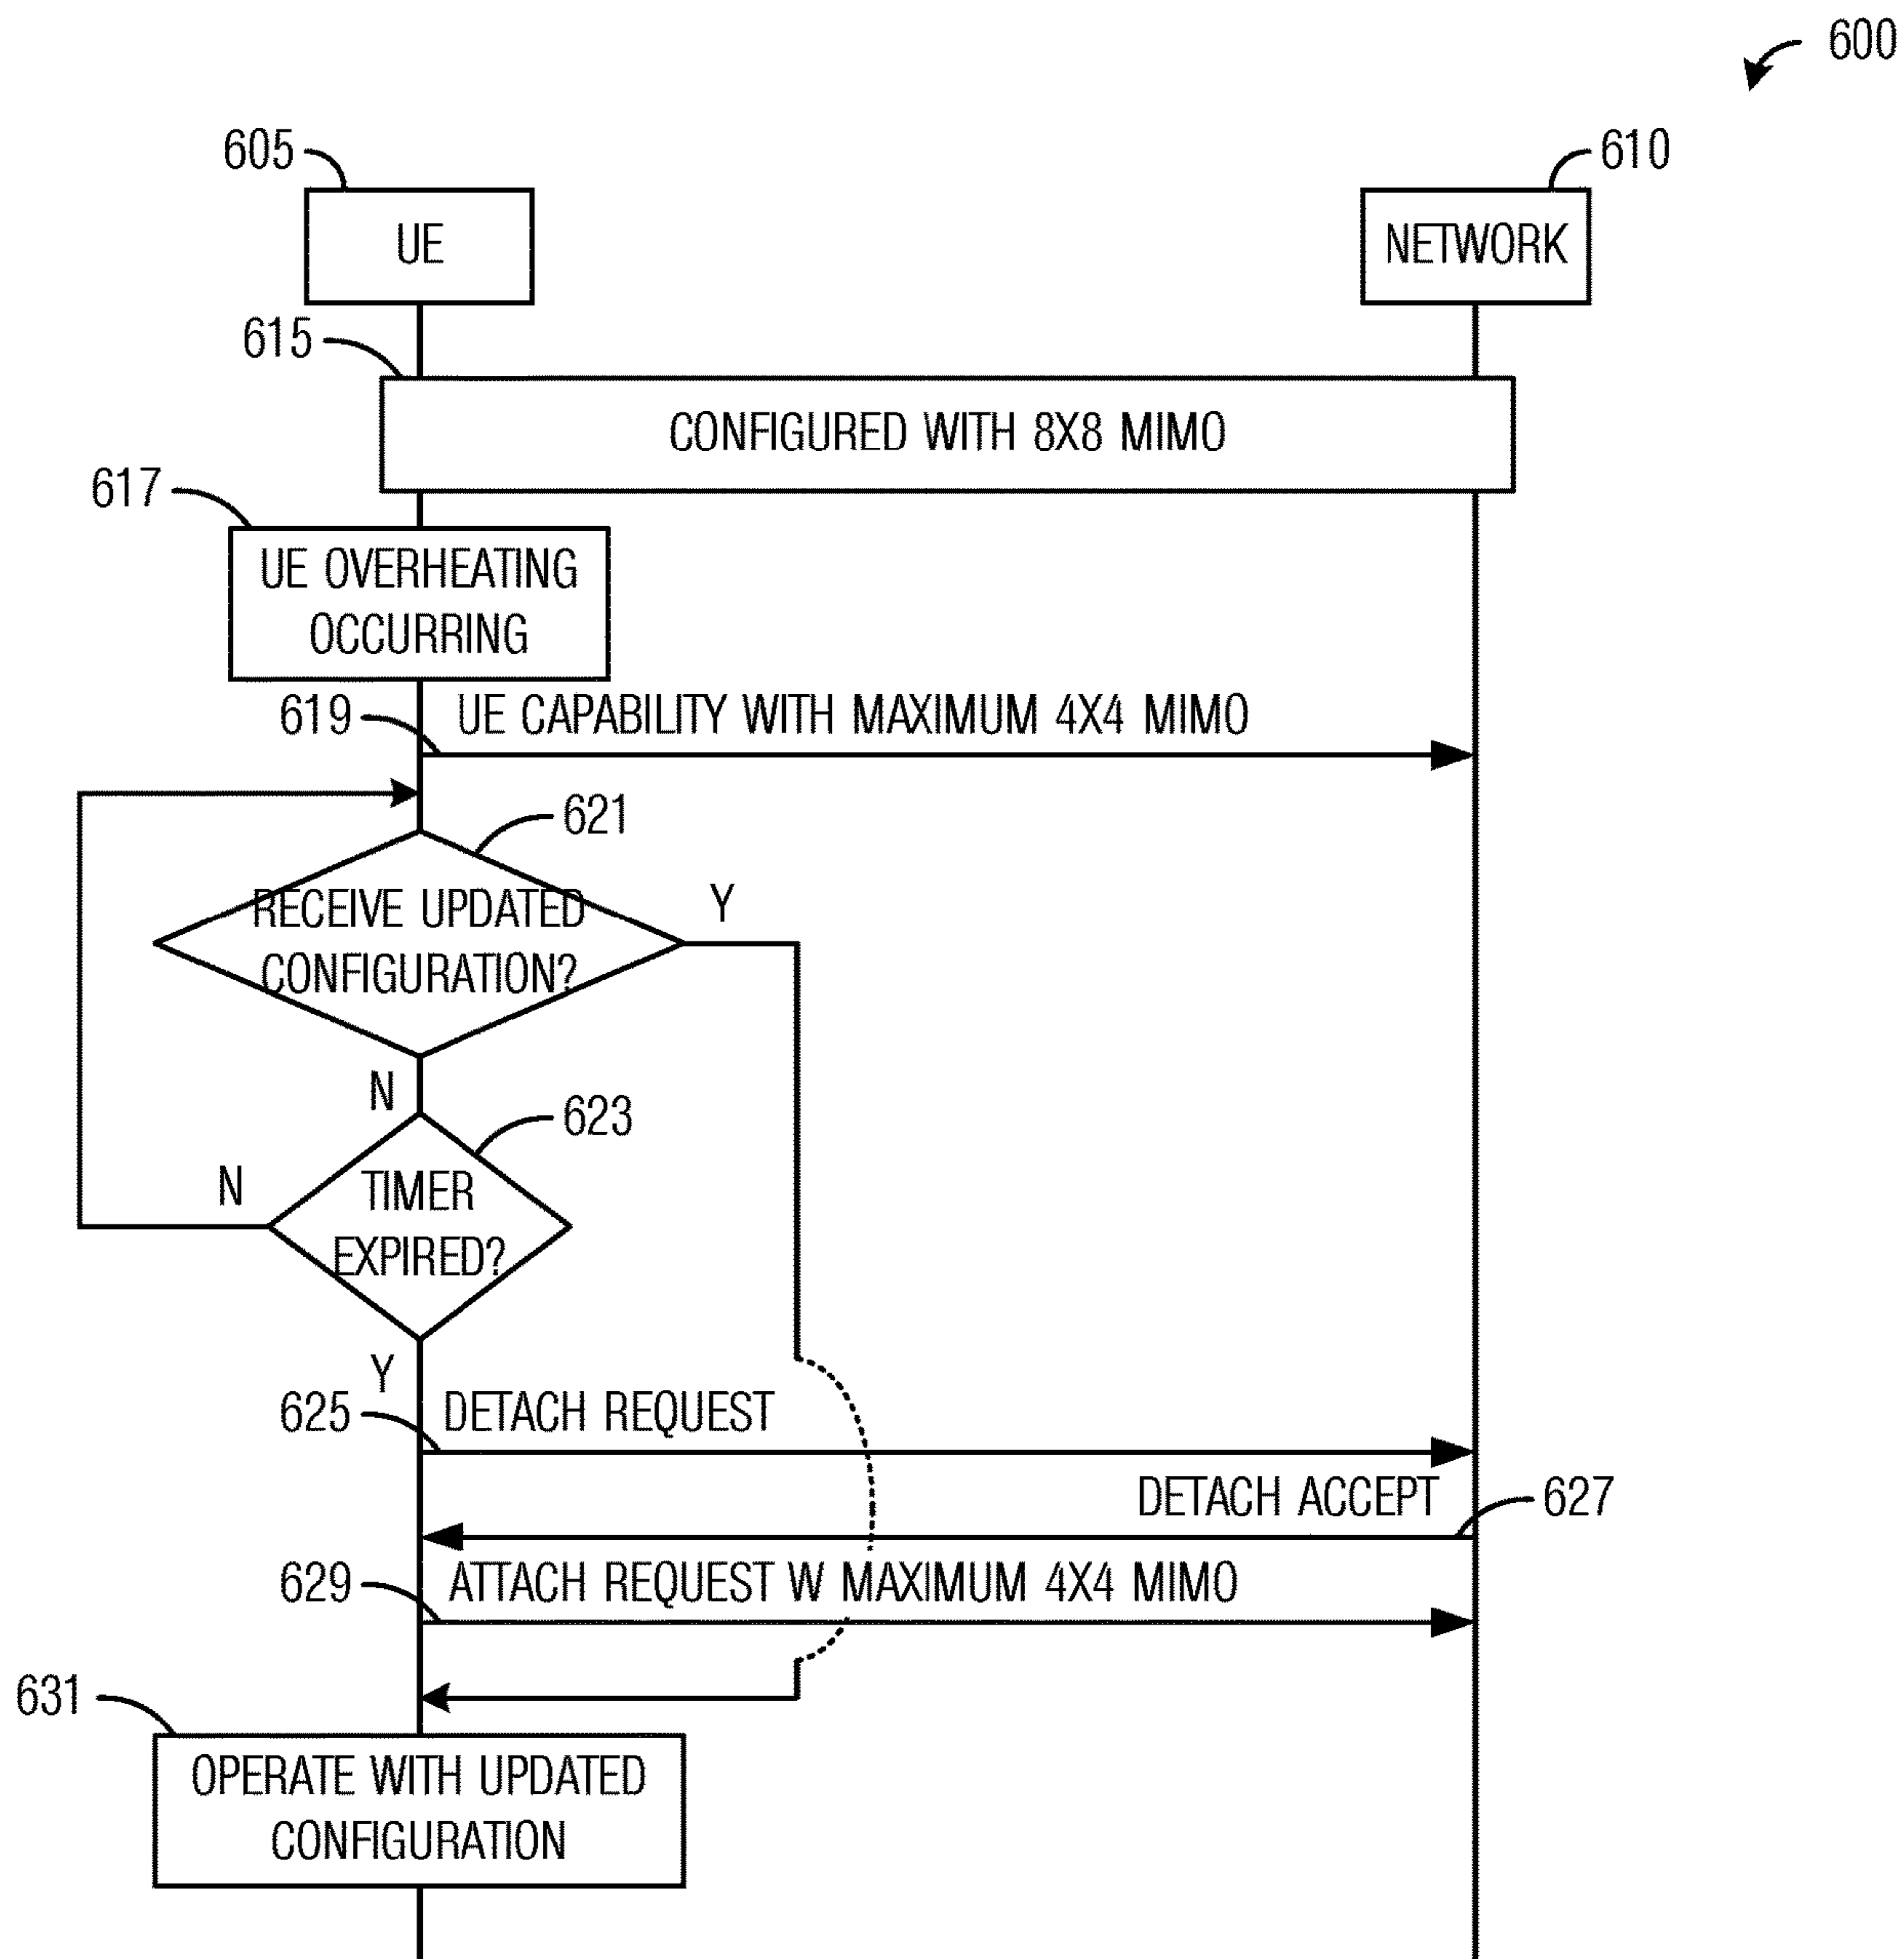 600
605
610
UE
NETWORK
615
CONFIGURED WITH 8X8 MIMO
617
UE OVERHEATING
OCCURRING
619
UE CAPABILITY WITH MAXIMUM 4X4 MIMO
621
RECEIVE UPDATED
CONFIGURATION?
Y
N
623
TIMER
EXPIRED?
N
Y
625
DETACH REQUEST
DETACH ACCEPT
627
629
ATTACH REQUEST W MAXIMUM 4X4 MIMO
631
OPERATE WITH UPDATED
CONFIGURATION